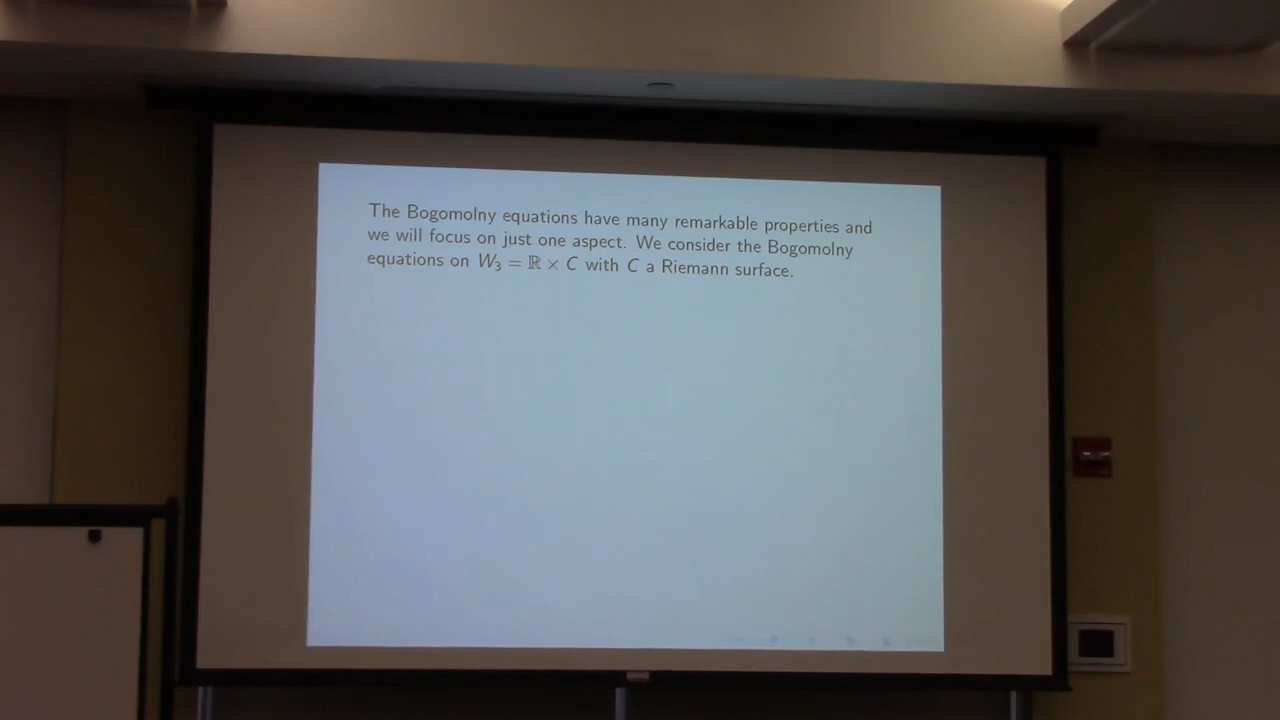 The Bogomolny equations have many remarkable properties and
we will focus on just one aspect. We consider the Bogomolny
equations on W₃ = ℝ × C with C a Riemann surface.